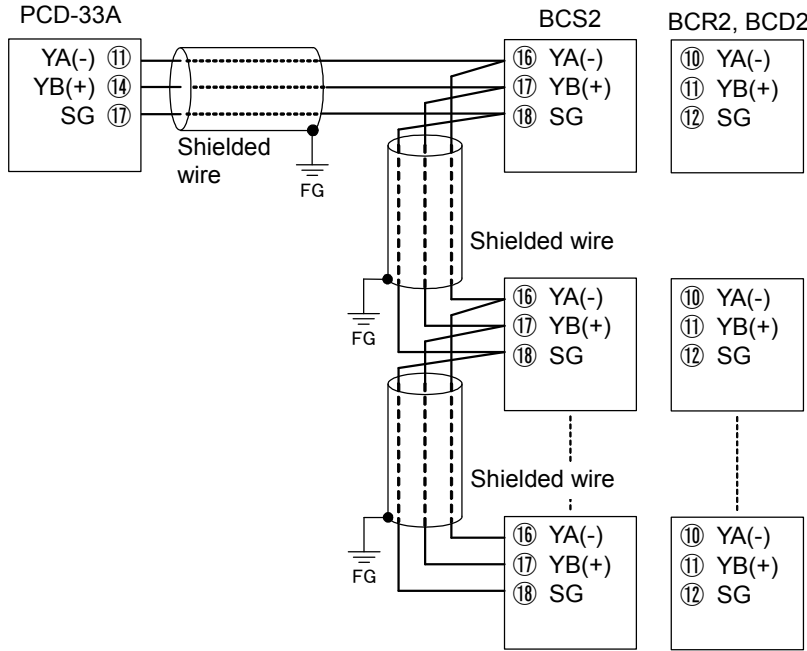 PCD-33A
BCS2
BCR2, BCD2
YA(-) ⑪
YB(+) ⑭
SG ⑰
⑯ YA(-)
⑰ YB(+)
⑱ SG
⑩ YA(-)
⑪ YB(+)
⑫ SG
Shielded
wire
FG
Shielded wire
FG
⑯ YA(-)
⑰ YB(+)
⑱ SG
⑩ YA(-)
⑪ YB(+)
⑫ SG
Shielded wire
FG
⑯ YA(-)
⑰ YB(+)
⑱ SG
⑩ YA(-)
⑪ YB(+)
⑫ SG